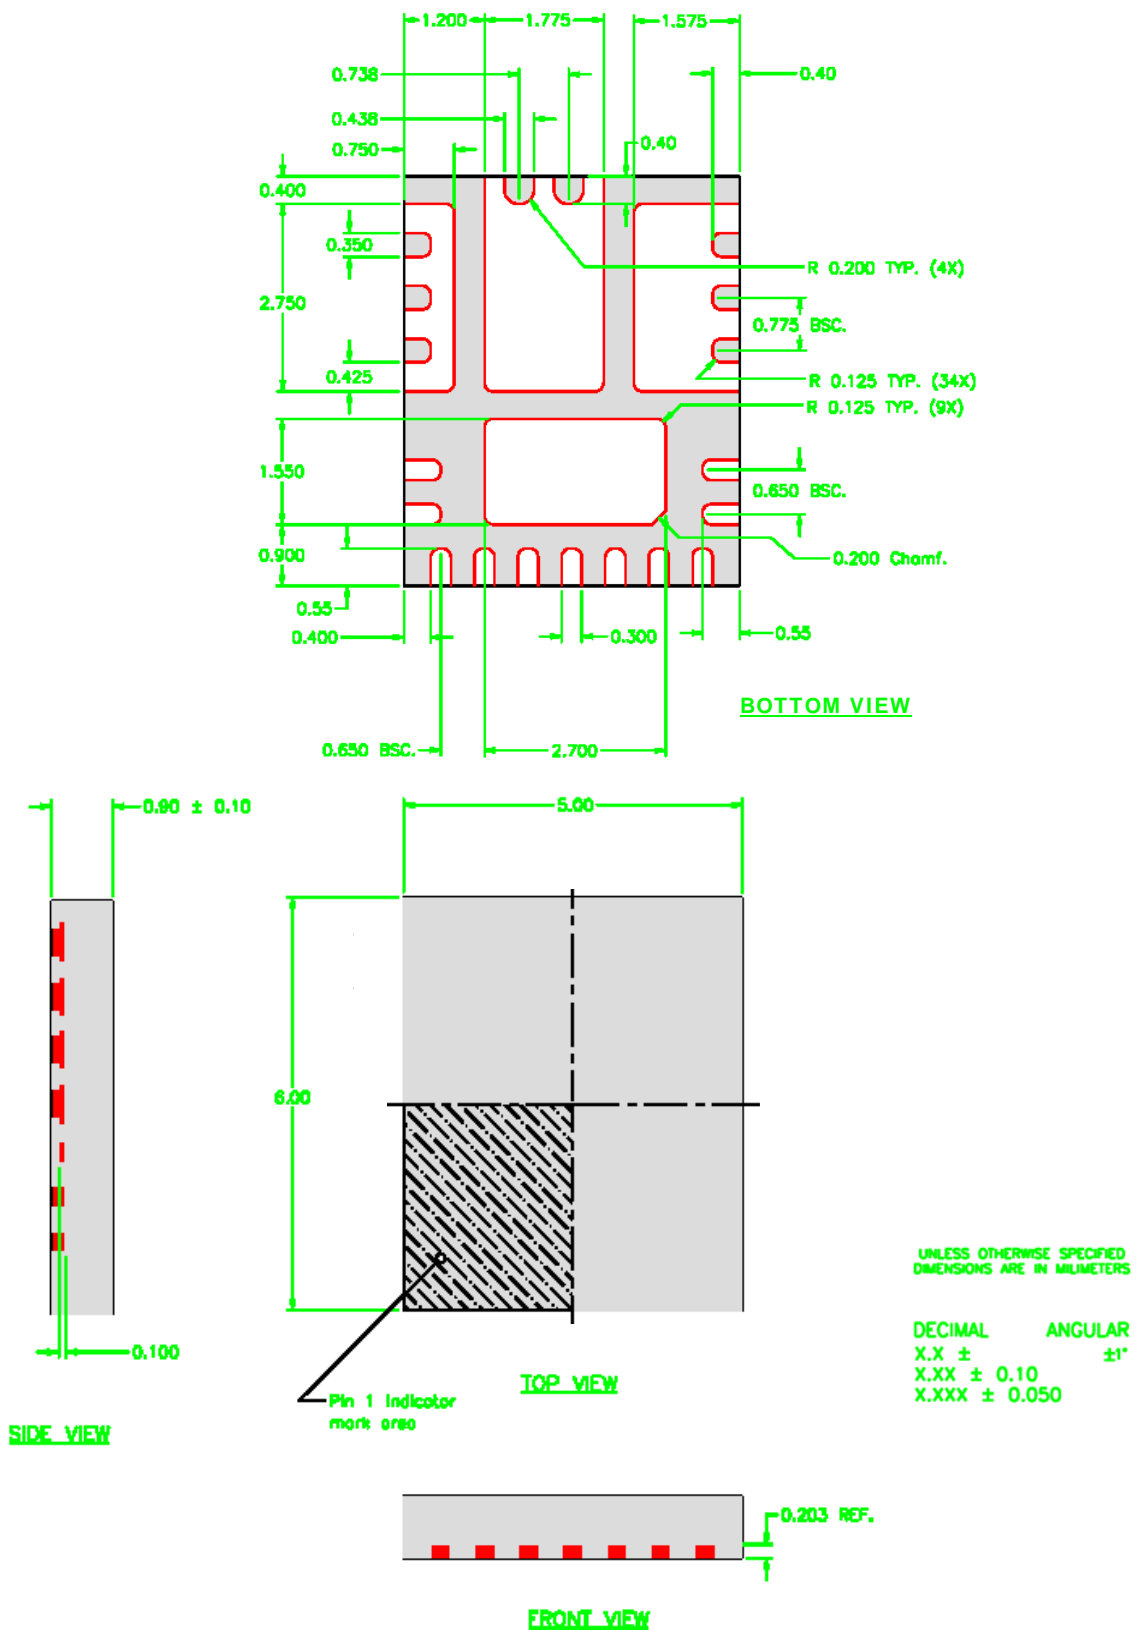 1.200 1.775 1.575
0.738 0.40
0.438
0.750 0.40
0.400
0.350
R 0.200 TYP. (4X)
2.750
0.775 BSC.
0.425
R 0.125 TYP. (34X)
R 0.125 TYP. (9X)
1.550
0.650 BSC.
0.900
0.200 Chamf.
0.55
0.400 0.300 0.55
BOTTOM VIEW
0.650 BSC. 2.700
0.90 ± 0.10 5.00
6.00
UNLESS OTHERWISE SPECIFIED
DIMENSIONS ARE IN MILIMETERS
DECIMAL ANGULAR
X.X ± ±1°
X.XX ± 0.10
X.XXX ± 0.050
0.100
TOP VIEW
Pin 1 Indicator
mark area
SIDE VIEW
0.203 REF.
FRONT VIEW